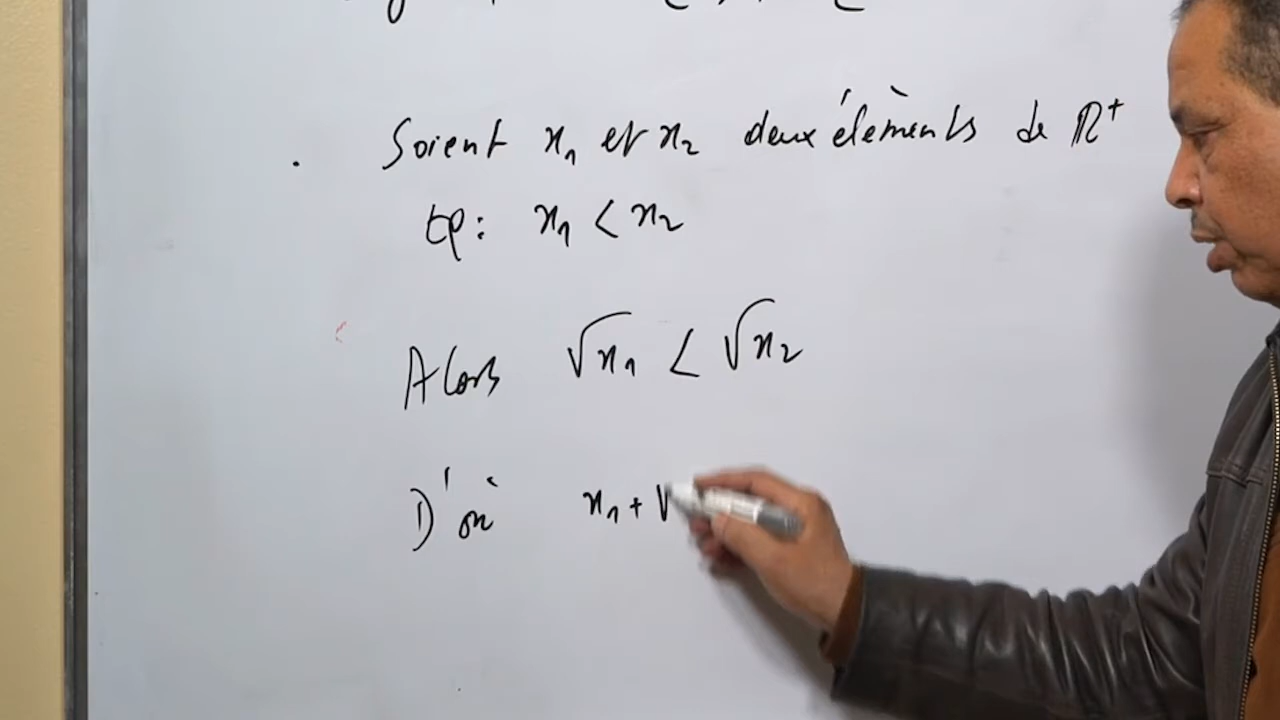 . Soient x₁ et x₂ deux éléments de ℝ⁺
tq: x₁ < x₂
Alors √x₁ < √x₂
D'où x₁ + √